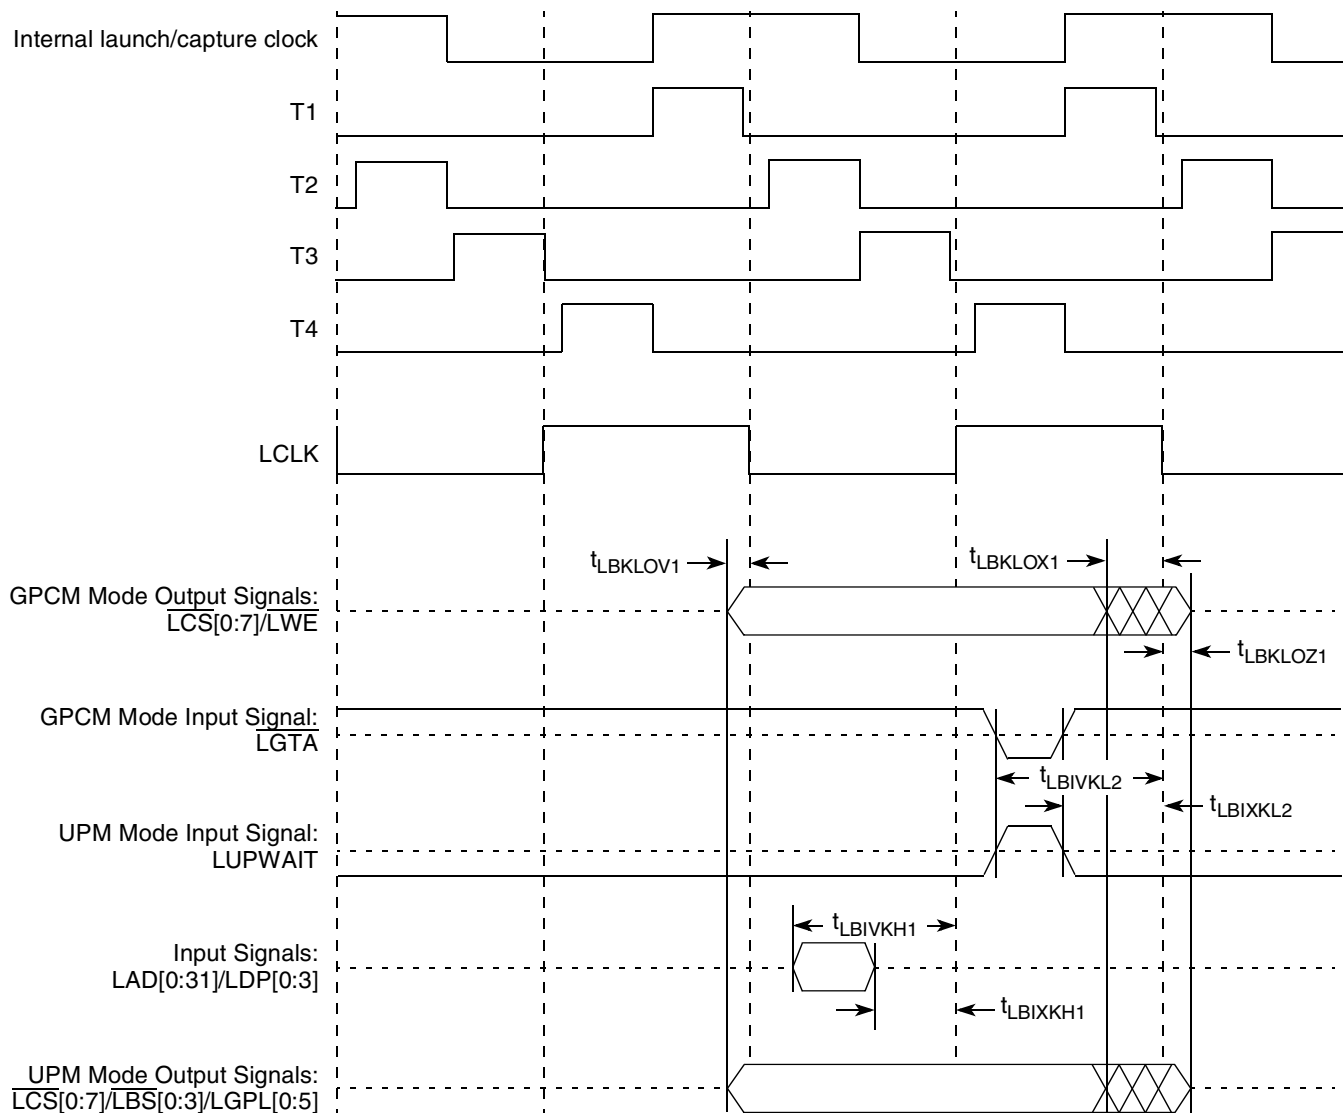 Internal launch/capture clock
T1
T2
T3
T4
LCLK
tLBKLOV1
tLBKLOX1
GPCM Mode Output Signals:
LCS[0:7]/LWE
tLBKLOZ1
GPCM Mode Input Signal:
LGTA
tLBIVKL2
tLBIXKL2
UPM Mode Input Signal:
LUPWAIT
tLBIVKH1
Input Signals:
LAD[0:31]/LDP[0:3]
tLBIXKH1
UPM Mode Output Signals:
LCS[0:7]/LBS[0:3]/LGPL[0:5]